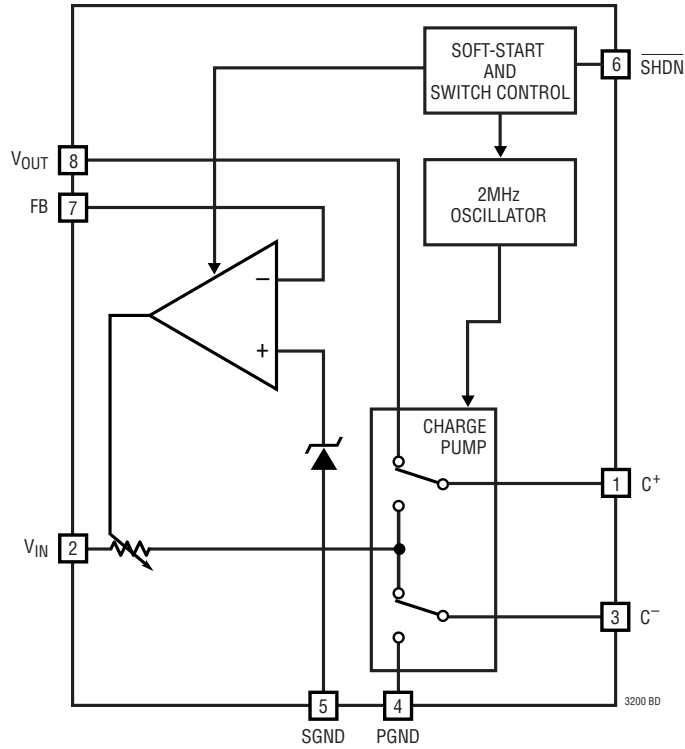 SOFT-START
AND
SWITCH CONTROL
6
SHDN
VOUT
8
2MHz
OSCILLATOR
FB
7
−
+
CHARGE
PUMP
1
C+
VIN
2
3
C−
5
4
3200 BD
SGND
PGND